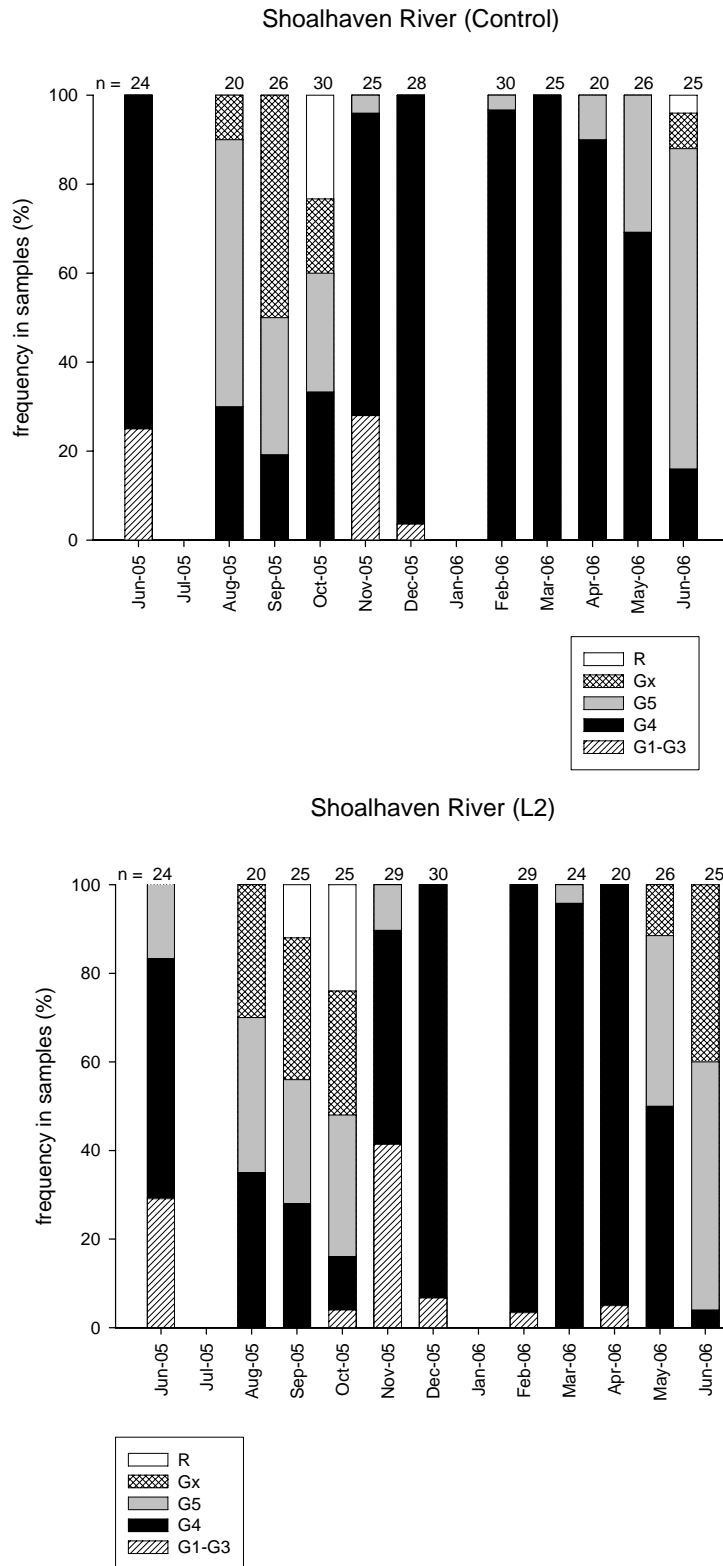 Shoalhaven River (Control)
n = 24 20 26 30 25 28 30 25 20 26 25
100
80
60
40
20
0
frequency in samples (%)
Jun-05
Jul-05
Aug-05
Sep-05
Oct-05
Nov-05
Dec-05
Jan-06
Feb-06
Mar-06
Apr-06
May-06
Jun-06
R
Gx
G5
G4
G1-G3
Shoalhaven River (L2)
n = 24 20 25 25 29 30 29 24 20 26 25
100
80
60
40
20
0
frequency in samples (%)
Jun-05
Jul-05
Aug-05
Sep-05
Oct-05
Nov-05
Dec-05
Jan-06
Feb-06
Mar-06
Apr-06
May-06
Jun-06
R
Gx
G5
G4
G1-G3